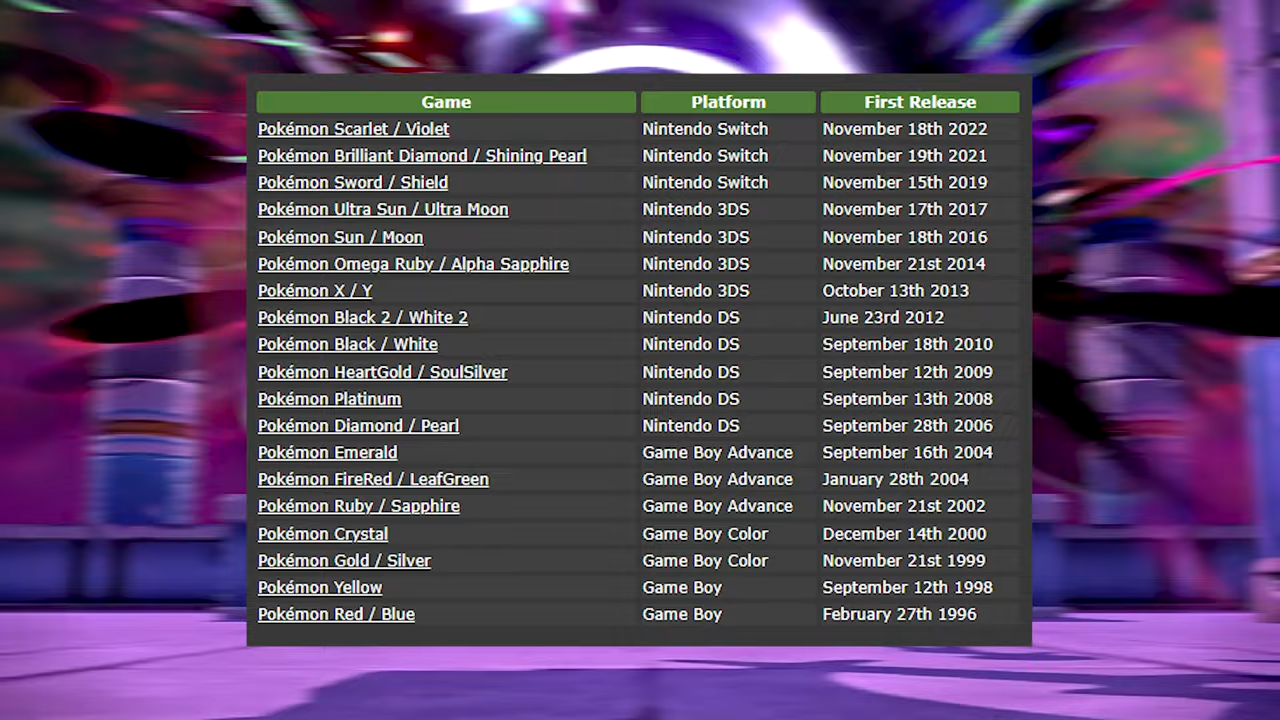 Game Platform First Release
Pokémon Scarlet / Violet Nintendo Switch November 18th 2022
Pokémon Brilliant Diamond / Shining Pearl Nintendo Switch November 19th 2021
Pokémon Sword / Shield Nintendo Switch November 15th 2019
Pokémon Ultra Sun / Ultra Moon Nintendo 3DS November 17th 2017
Pokémon Sun / Moon Nintendo 3DS November 18th 2016
Pokémon Omega Ruby / Alpha Sapphire Nintendo 3DS November 21st 2014
Pokémon X / Y Nintendo 3DS October 13th 2013
Pokémon Black 2 / White 2 Nintendo DS June 23rd 2012
Pokémon Black / White Nintendo DS September 18th 2010
Pokémon HeartGold / SoulSilver Nintendo DS September 12th 2009
Pokémon Platinum Nintendo DS September 13th 2008
Pokémon Diamond / Pearl Nintendo DS September 28th 2006
Pokémon Emerald Game Boy Advance September 16th 2004
Pokémon FireRed / LeafGreen Game Boy Advance January 28th 2004
Pokémon Ruby / Sapphire Game Boy Advance November 21st 2002
Pokémon Crystal Game Boy Color December 14th 2000
Pokémon Gold / Silver Game Boy Color November 21st 1999
Pokémon Yellow Game Boy September 12th 1998
Pokémon Red / Blue Game Boy February 27th 1996